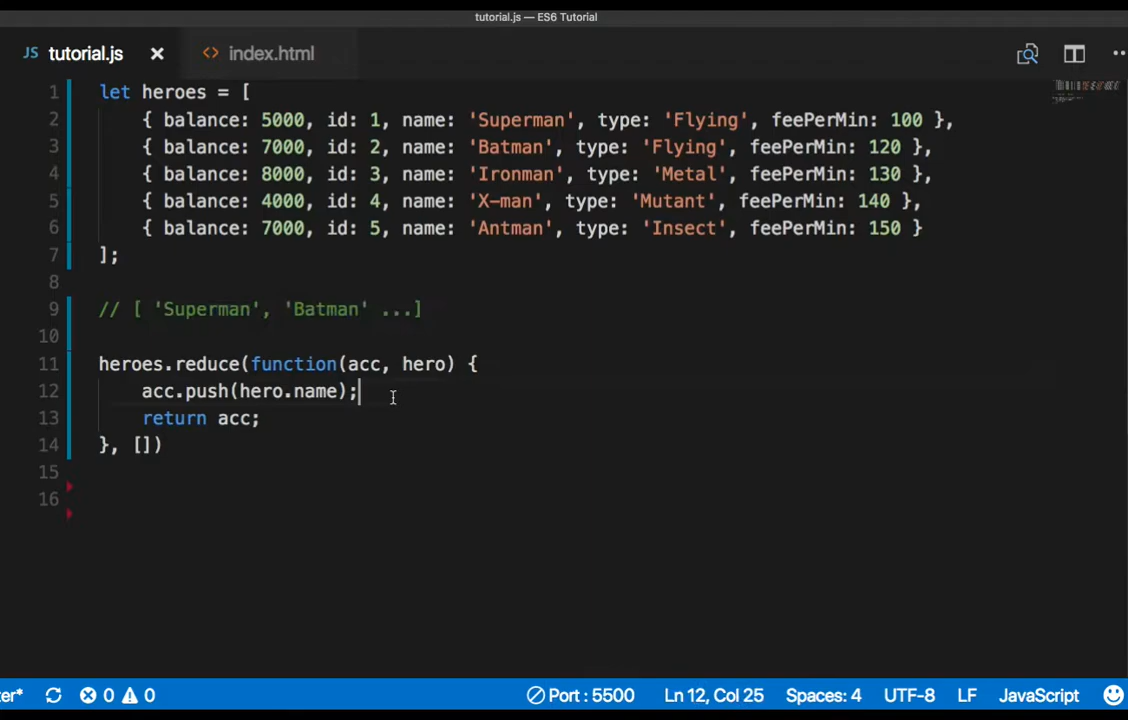 tutorial.js — ES6 Tutorial
JS tutorial.js × <> index.html
1 let heroes = [
2 { balance: 5000, id: 1, name: 'Superman', type: 'Flying', feePerMin: 100 },
3 { balance: 7000, id: 2, name: 'Batman', type: 'Flying', feePerMin: 120 },
4 { balance: 8000, id: 3, name: 'Ironman', type: 'Metal', feePerMin: 130 },
5 { balance: 4000, id: 4, name: 'X-man', type: 'Mutant', feePerMin: 140 },
6 { balance: 7000, id: 5, name: 'Antman', type: 'Insect', feePerMin: 150 }
7 ];
8
9 // [ 'Superman', 'Batman' ...]
10
11 heroes.reduce(function(acc, hero) {
12 acc.push(hero.name);
13 return acc;
14 }, [])
15
16
ter* 0 0 Port : 5500 Ln 12, Col 25 Spaces: 4 UTF-8 LF JavaScript